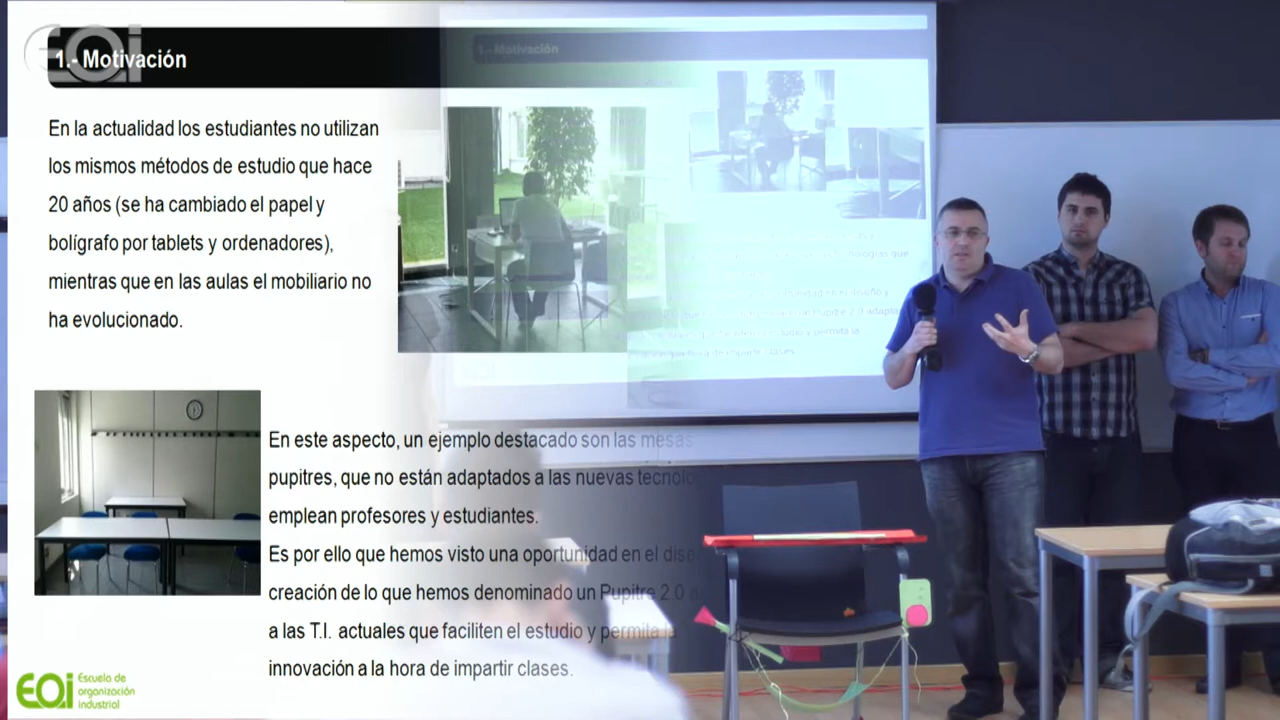 EOi
1.- Motivación
1.- Motivación
En la actualidad los estudiantes no utilizan
los mismos métodos de estudio que hace
20 años (se ha cambiado el papel y
bolígrafo por tablets y ordenadores),
mientras que en las aulas el mobiliario no
ha evolucionado.
En este aspecto, un ejemplo destacado son las mesas
pupitres, que no están adaptados a las nuevas
emplean profesores y estudiantes.
Es por ello que hemos visto una oportunidad en el
creación de lo que hemos denominado un Pupitre 2.0
a las T.I. actuales que faciliten el estudio y permita la
innovación a la hora de impartir clases.
EOi
Escuela de
organización
industrial